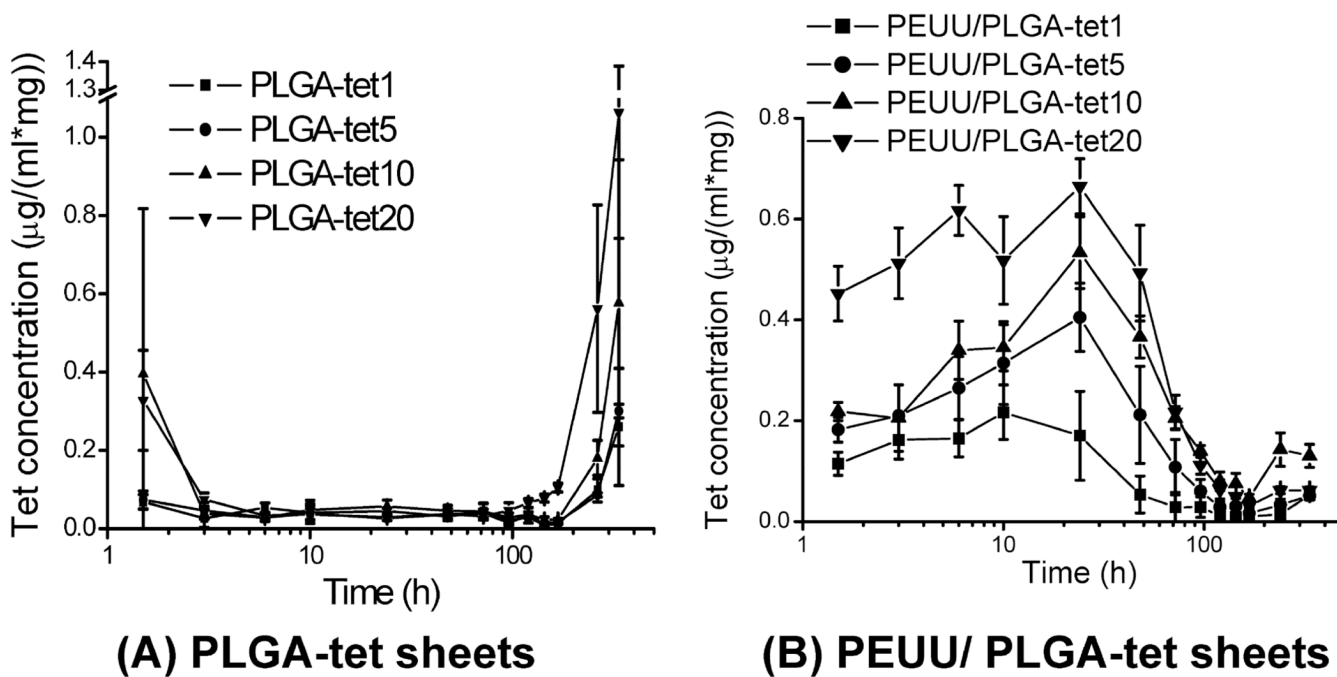 1.4
1.3
1.0
0.8
0.6
0.4
0.2
0.0
Tet concentration (μg/(ml*mg))
PLGA-tet1
PLGA-tet5
PLGA-tet10
PLGA-tet20
1 10 100
Time (h)
(A) PLGA-tet sheets
PEUU/PLGA-tet1
PEUU/PLGA-tet5
PEUU/PLGA-tet10
PEUU/PLGA-tet20
0.8
0.6
0.4
0.2
0.0
Tet concentration (μg/(ml*mg))
1 10 100
Time (h)
(B) PEUU/ PLGA-tet sheets